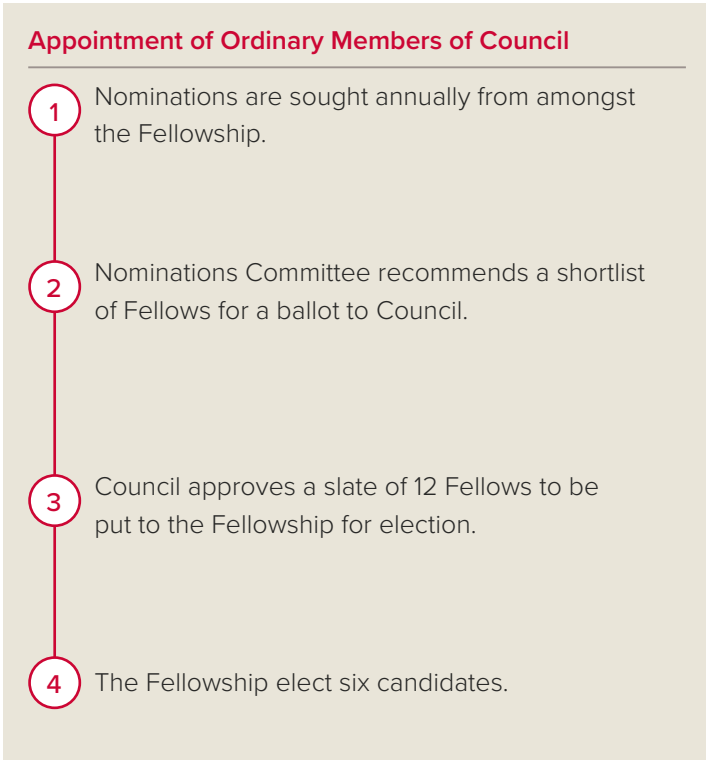 Appointment of Ordinary Members of Council
1
Nominations are sought annually from amongst
the Fellowship.
2
Nominations Committee recommends a shortlist
of Fellows for a ballot to Council.
3
Council approves a slate of 12 Fellows to be
put to the Fellowship for election.
4
The Fellowship elect six candidates.